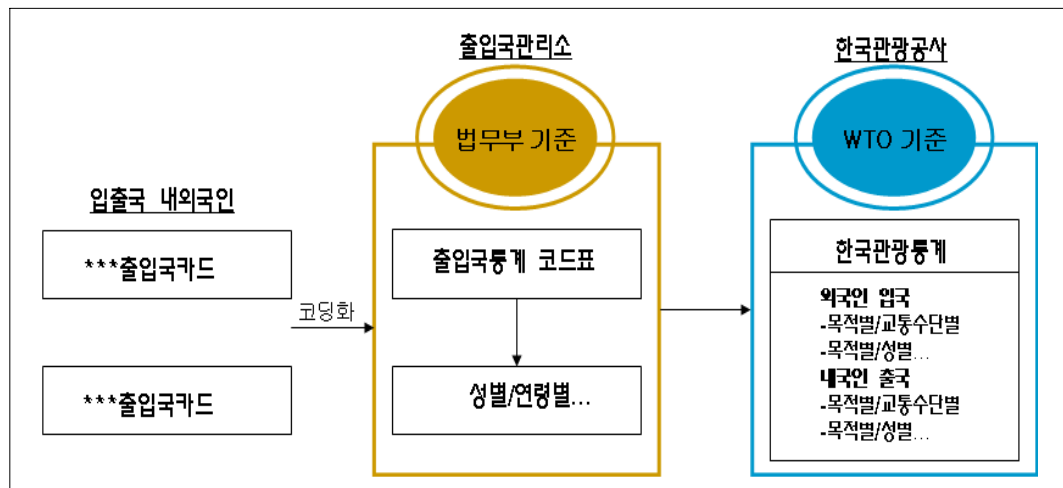 출입국관리소
한국관광공사
법무부 기준
WTO 기준
입출국 내외국인
***출입국카드
코딩화
***출입국카드
출입국통계 코드표
성별/연령별...
한국관광통계
외국인 입국
-목적별/교통수단별
-목적별/성별...
내국인 출국
-목적별/교통수단별
-목적별/성별...